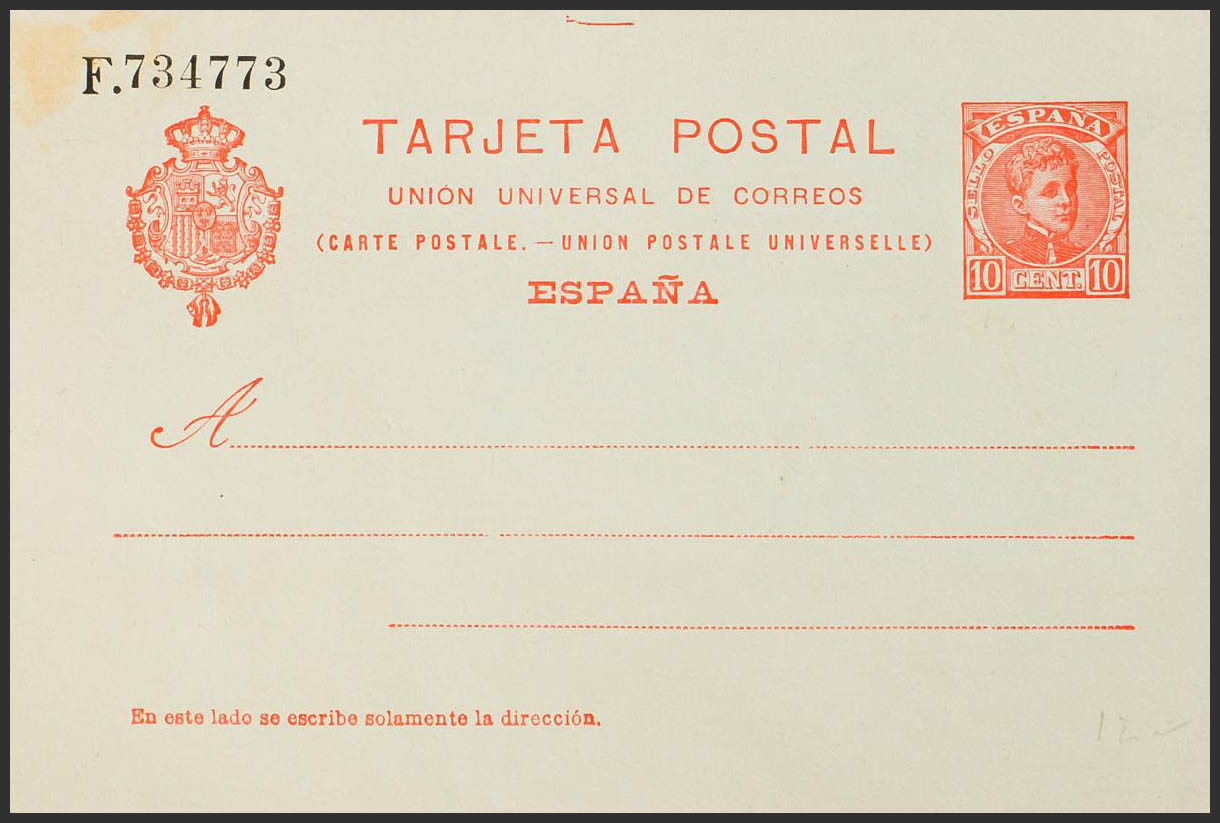 F.734773
TARJETA POSTAL
UNIÓN UNIVERSAL DE CORREOS
(CARTE POSTALE. — UNION POSTALE UNIVERSELLE)
ESPAÑA
ESPAÑA
SELLO POSTAL
10 CENT. 10
A
En este lado se escribe solamente la dirección.